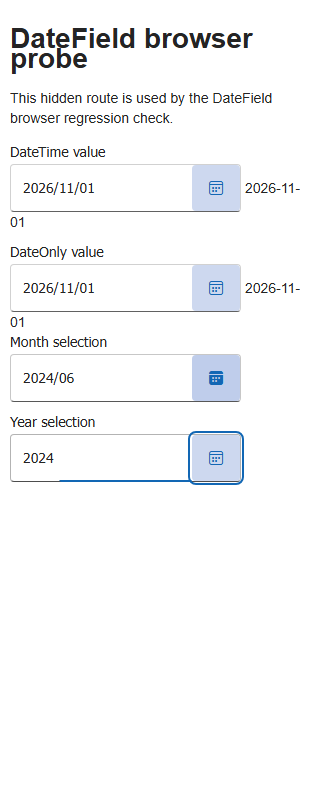 DateField browser
probe
This hidden route is used by the DateField
browser regression check.
DateTime value
2026/11/01 2026-11-
01
DateOnly value
2026/11/01 2026-11-
01
Month selection
2024/06
Year selection
2024